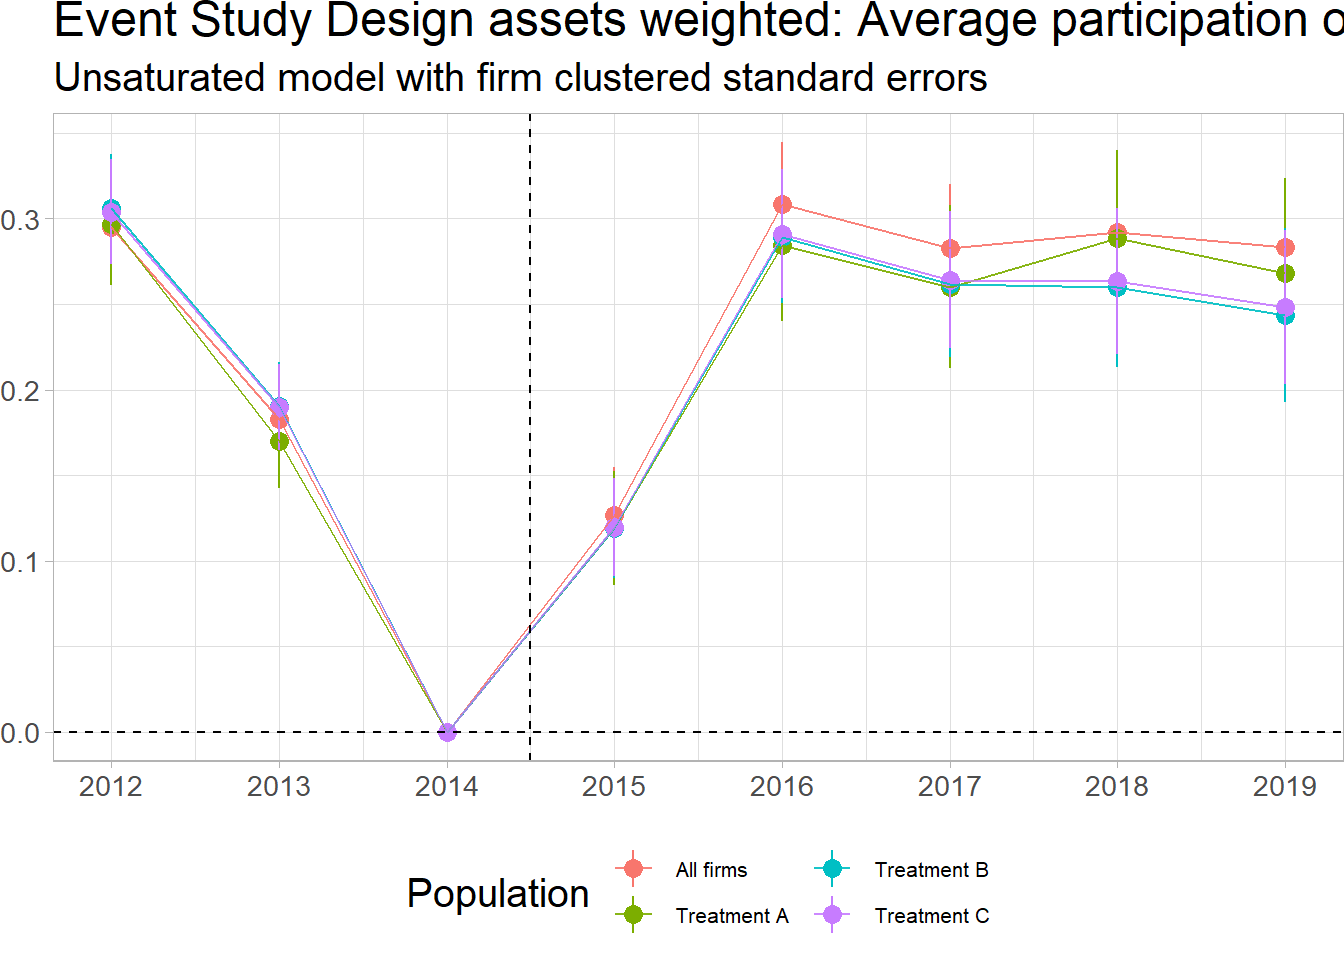 Event Study Design assets weighted: Average participation o
Unsaturated model with firm clustered standard errors
0.3
0.2
0.1
0.0
2012 2013 2014 2015 2016 2017 2018 2019
Population
All firms Treatment B
Treatment A Treatment C